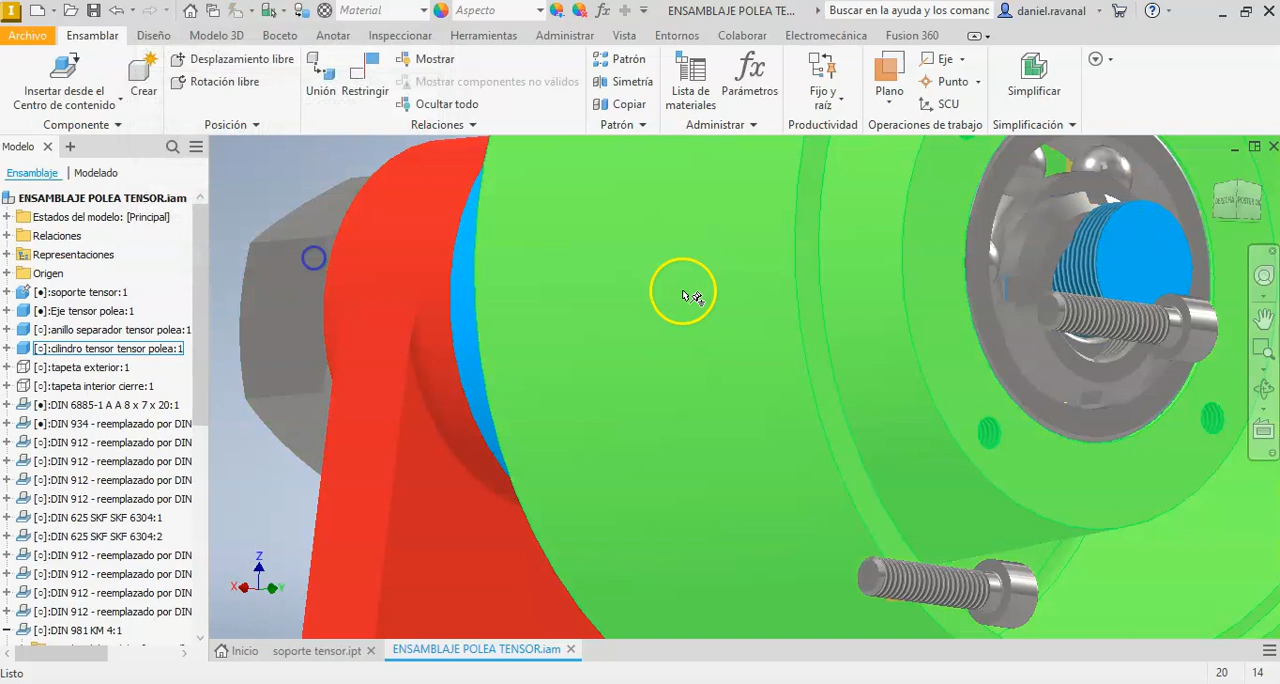 Material
Aspecto
ENSAMBLAJE POLEA TE...
Buscar en la ayuda y los comanc
daniel.ravanal
Archivo
Ensamblar
Diseño
Modelo 3D
Boceto
Anotar
Inspeccionar
Herramientas
Administrar
Vista
Entornos
Colaborar
Electromecánica
Fusion 360
Insertar desde el
Centro de contenido
Crear
Desplazamiento libre
Rotación libre
Unión
Restringir
Mostrar
Mostrar componentes no válidos
Ocultar todo
Patrón
Simetría
Copiar
Lista de
materiales
fx
Parámetros
Fijo y
raíz
Plano
Eje
Punto
SCU
Simplificar
Componente
Posición
Relaciones
Patrón
Administrar
Productividad
Operaciones de trabajo
Simplificación
Modelo
Ensamblaje
Modelado
ENSAMBLAJE POLEA TENSOR.iam
Estados del modelo: [Principal]
Relaciones
Representaciones
Origen
[●]:soporte tensor:1
[●]:Eje tensor polea:1
[○]:anillo separador tensor polea:1
[○]:cilindro tensor tensor polea:1
[○]:tapeta exterior:1
[○]:tapeta interior cierre:1
[●]:DIN 6885-1 A A 8 x 7 x 20:1
[●]:DIN 934 - reemplazado por DIN
[○]:DIN 912 - reemplazado por DIN
[○]:DIN 912 - reemplazado por DIN
[○]:DIN 912 - reemplazado por DIN
[○]:DIN 912 - reemplazado por DIN
[○]:DIN 625 SKF SKF 6304:1
[○]:DIN 625 SKF SKF 6304:2
[○]:DIN 912 - reemplazado por DIN
[○]:DIN 912 - reemplazado por DIN
[○]:DIN 912 - reemplazado por DIN
[○]:DIN 912 - reemplazado por DIN
[○]:DIN 981 KM 4:1
Z
X
Y
Inicio
soporte tensor.ipt
ENSAMBLAJE POLEA TENSOR.iam
Listo
20
14